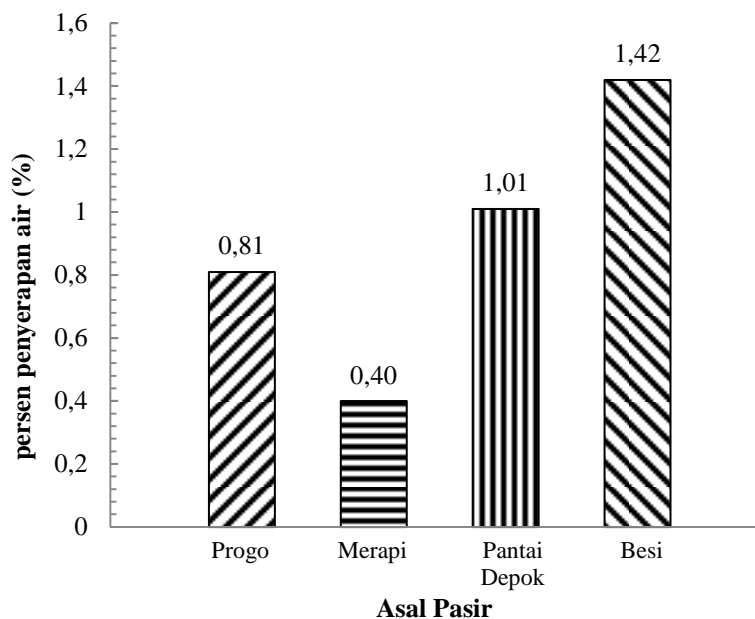 persen penyerapan air (%)
1,6
1,4
1,2
1
0,8
0,6
0,4
0,2
0
0,81
0,40
1,01
1,42
Progo
Merapi
Pantai
Depok
Besi
Asal Pasir